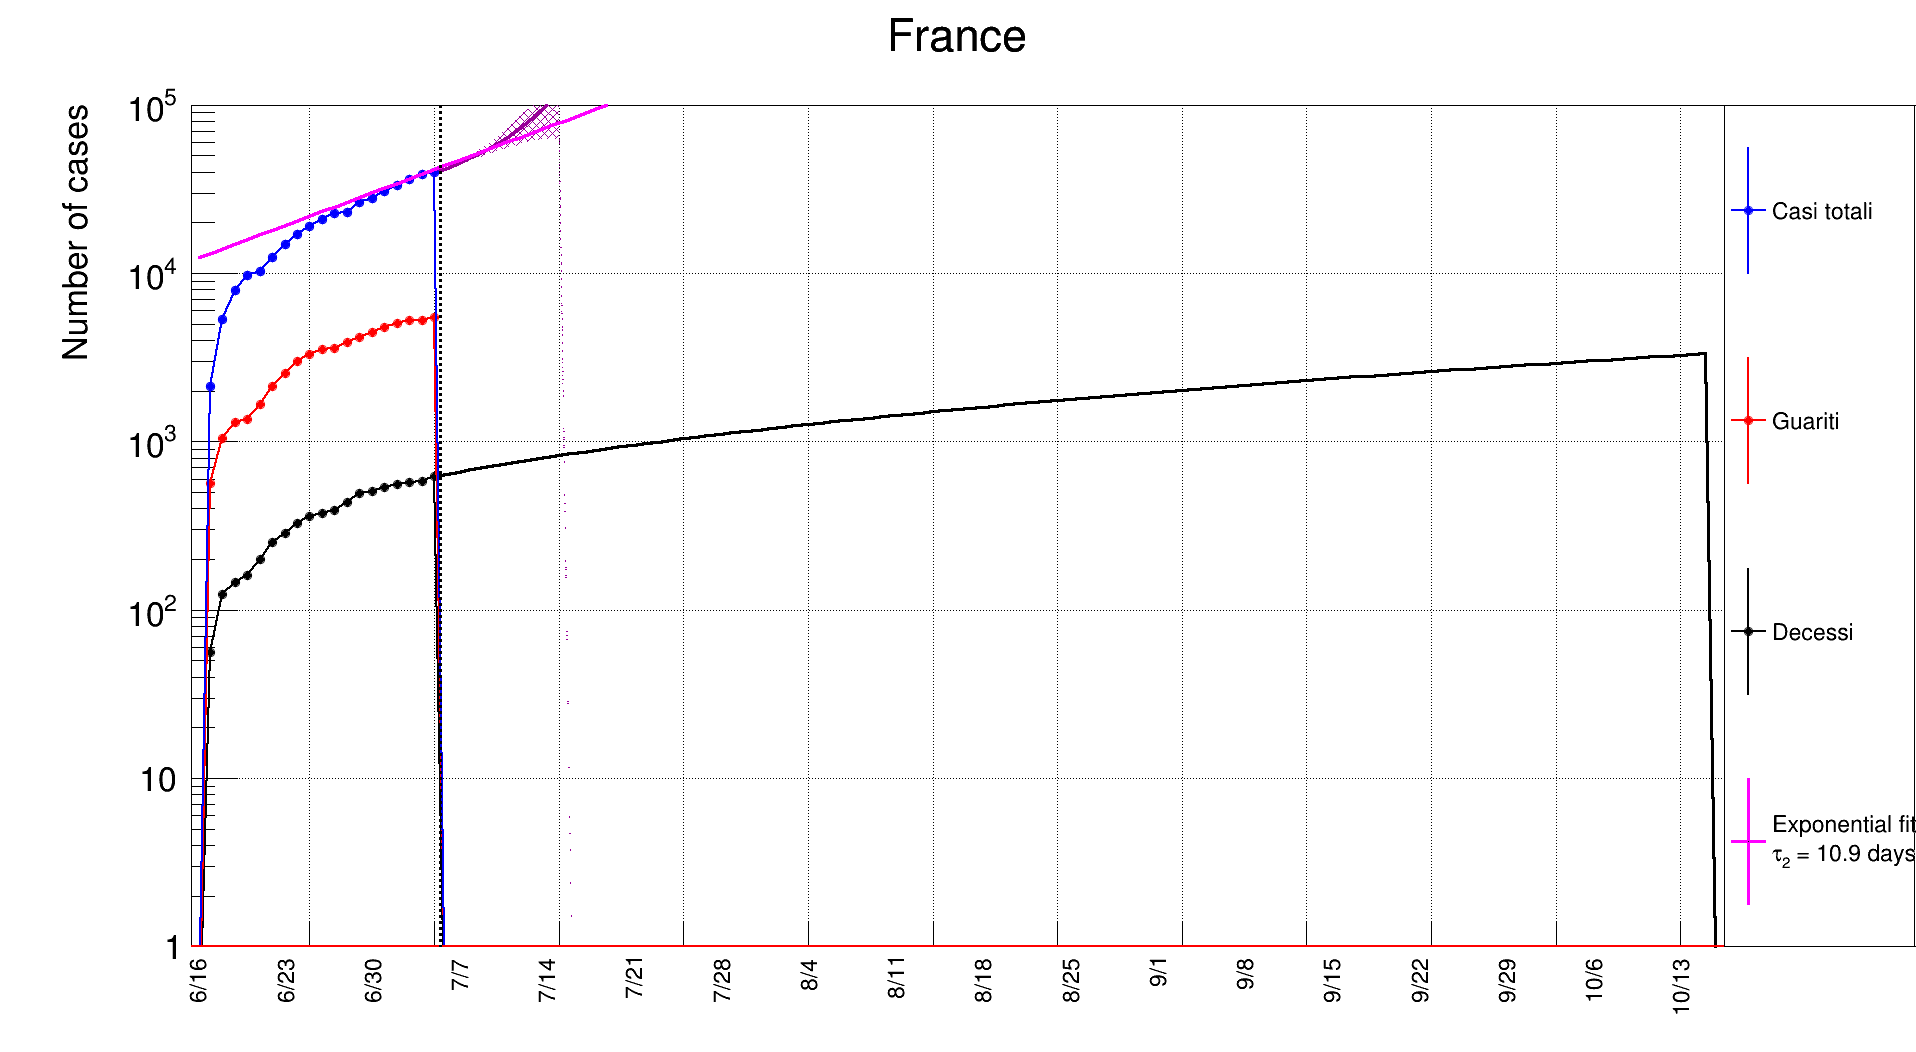 France
Number of cases
10^5
10^4
10^3
10^2
10
1
6/16 6/23 6/30 7/7 7/14 7/21 7/28 8/4 8/11 8/18 8/25 9/1 9/8 9/15 9/22 9/29 10/6 10/13
Casi totali
Guariti
Decessi
Exponential fit
τ₂ = 10.9 days